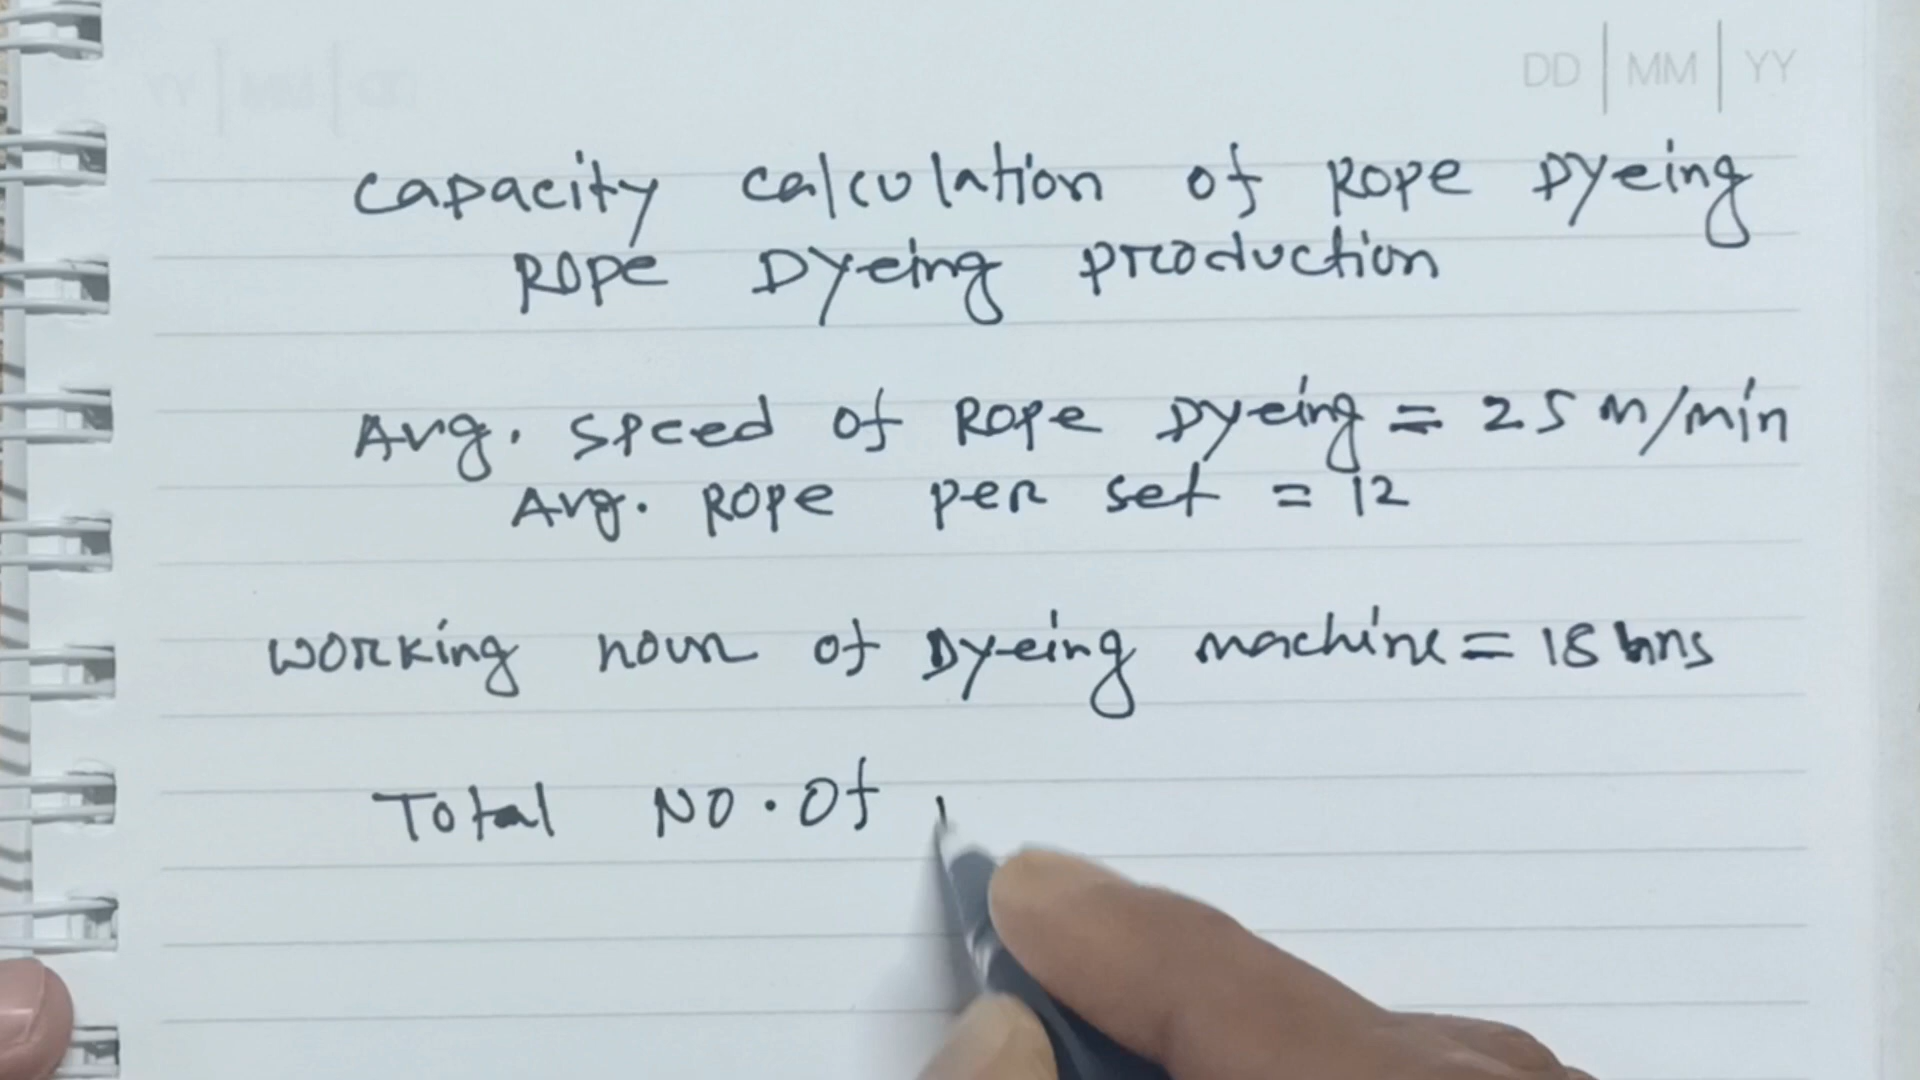 DD | MM | YY
Capacity calculation of Rope Dyeing
Rope Dyeing production
Avg. speed of Rope Dyeing = 25 m/min
Avg. Rope per set = 12
Working hour of Dyeing machine = 18 hrs
Total No. of